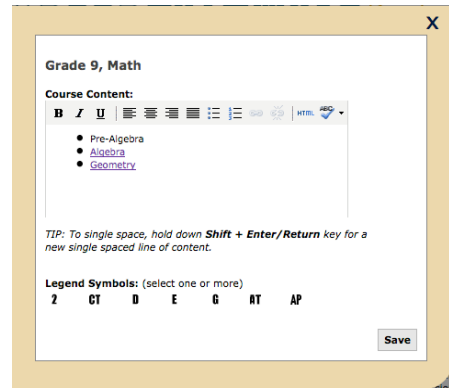 X
Grade 9, Math
Course Content:
B I U HTML ABC
Pre-Algebra
Algebra
Geometry
TIP: To single space, hold down Shift + Enter/Return key for a
new single spaced line of content.
Legend Symbols: (select one or more)
2 CT D E G AT AP
Save